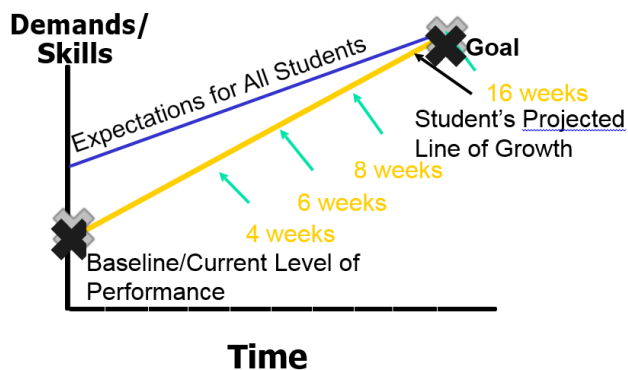 Demands/
Skills
Expectations for All Students
Goal
16 weeks
Student’s Projected
Line of Growth
8 weeks
6 weeks
4 weeks
Baseline/Current Level of
Performance
Time